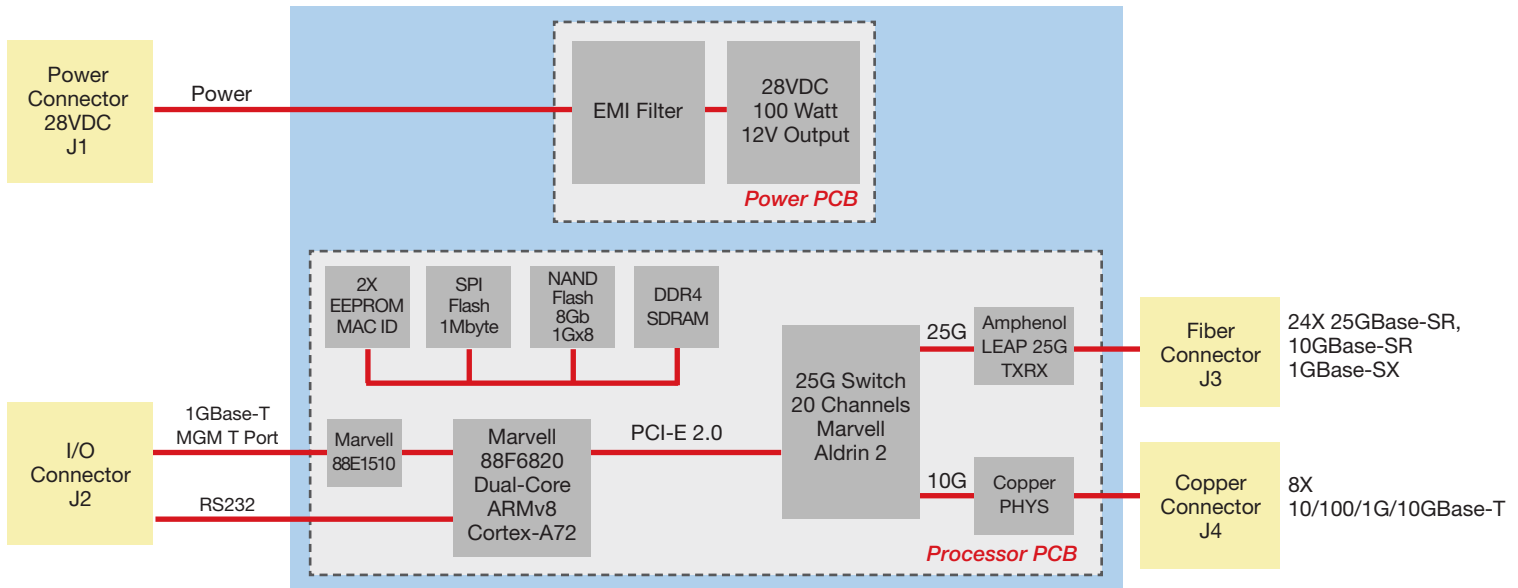 Power
Connector
28VDC
J1
Power
EMI Filter
28VDC
100 Watt
12V Output
Power PCB
2X
EEPROM
MAC ID
SPI
Flash
1Mbyte
NAND
Flash
8Gb
1Gx8
DDR4
SDRAM
I/O
Connector
J2
1GBase-T
MGM T Port
RS232
Marvell
88E1510
Marvell
88F6820
Dual-Core
ARMv8
Cortex-A72
PCI-E 2.0
25G Switch
20 Channels
Marvell
Aldrin 2
25G
Amphenol
LEAP 25G
TXRX
10G
Copper
PHYS
Processor PCB
Fiber
Connector
J3
24X 25GBase-SR,
10GBase-SR
1GBase-SX
Copper
Connector
J4
8X
10/100/1G/10GBase-T